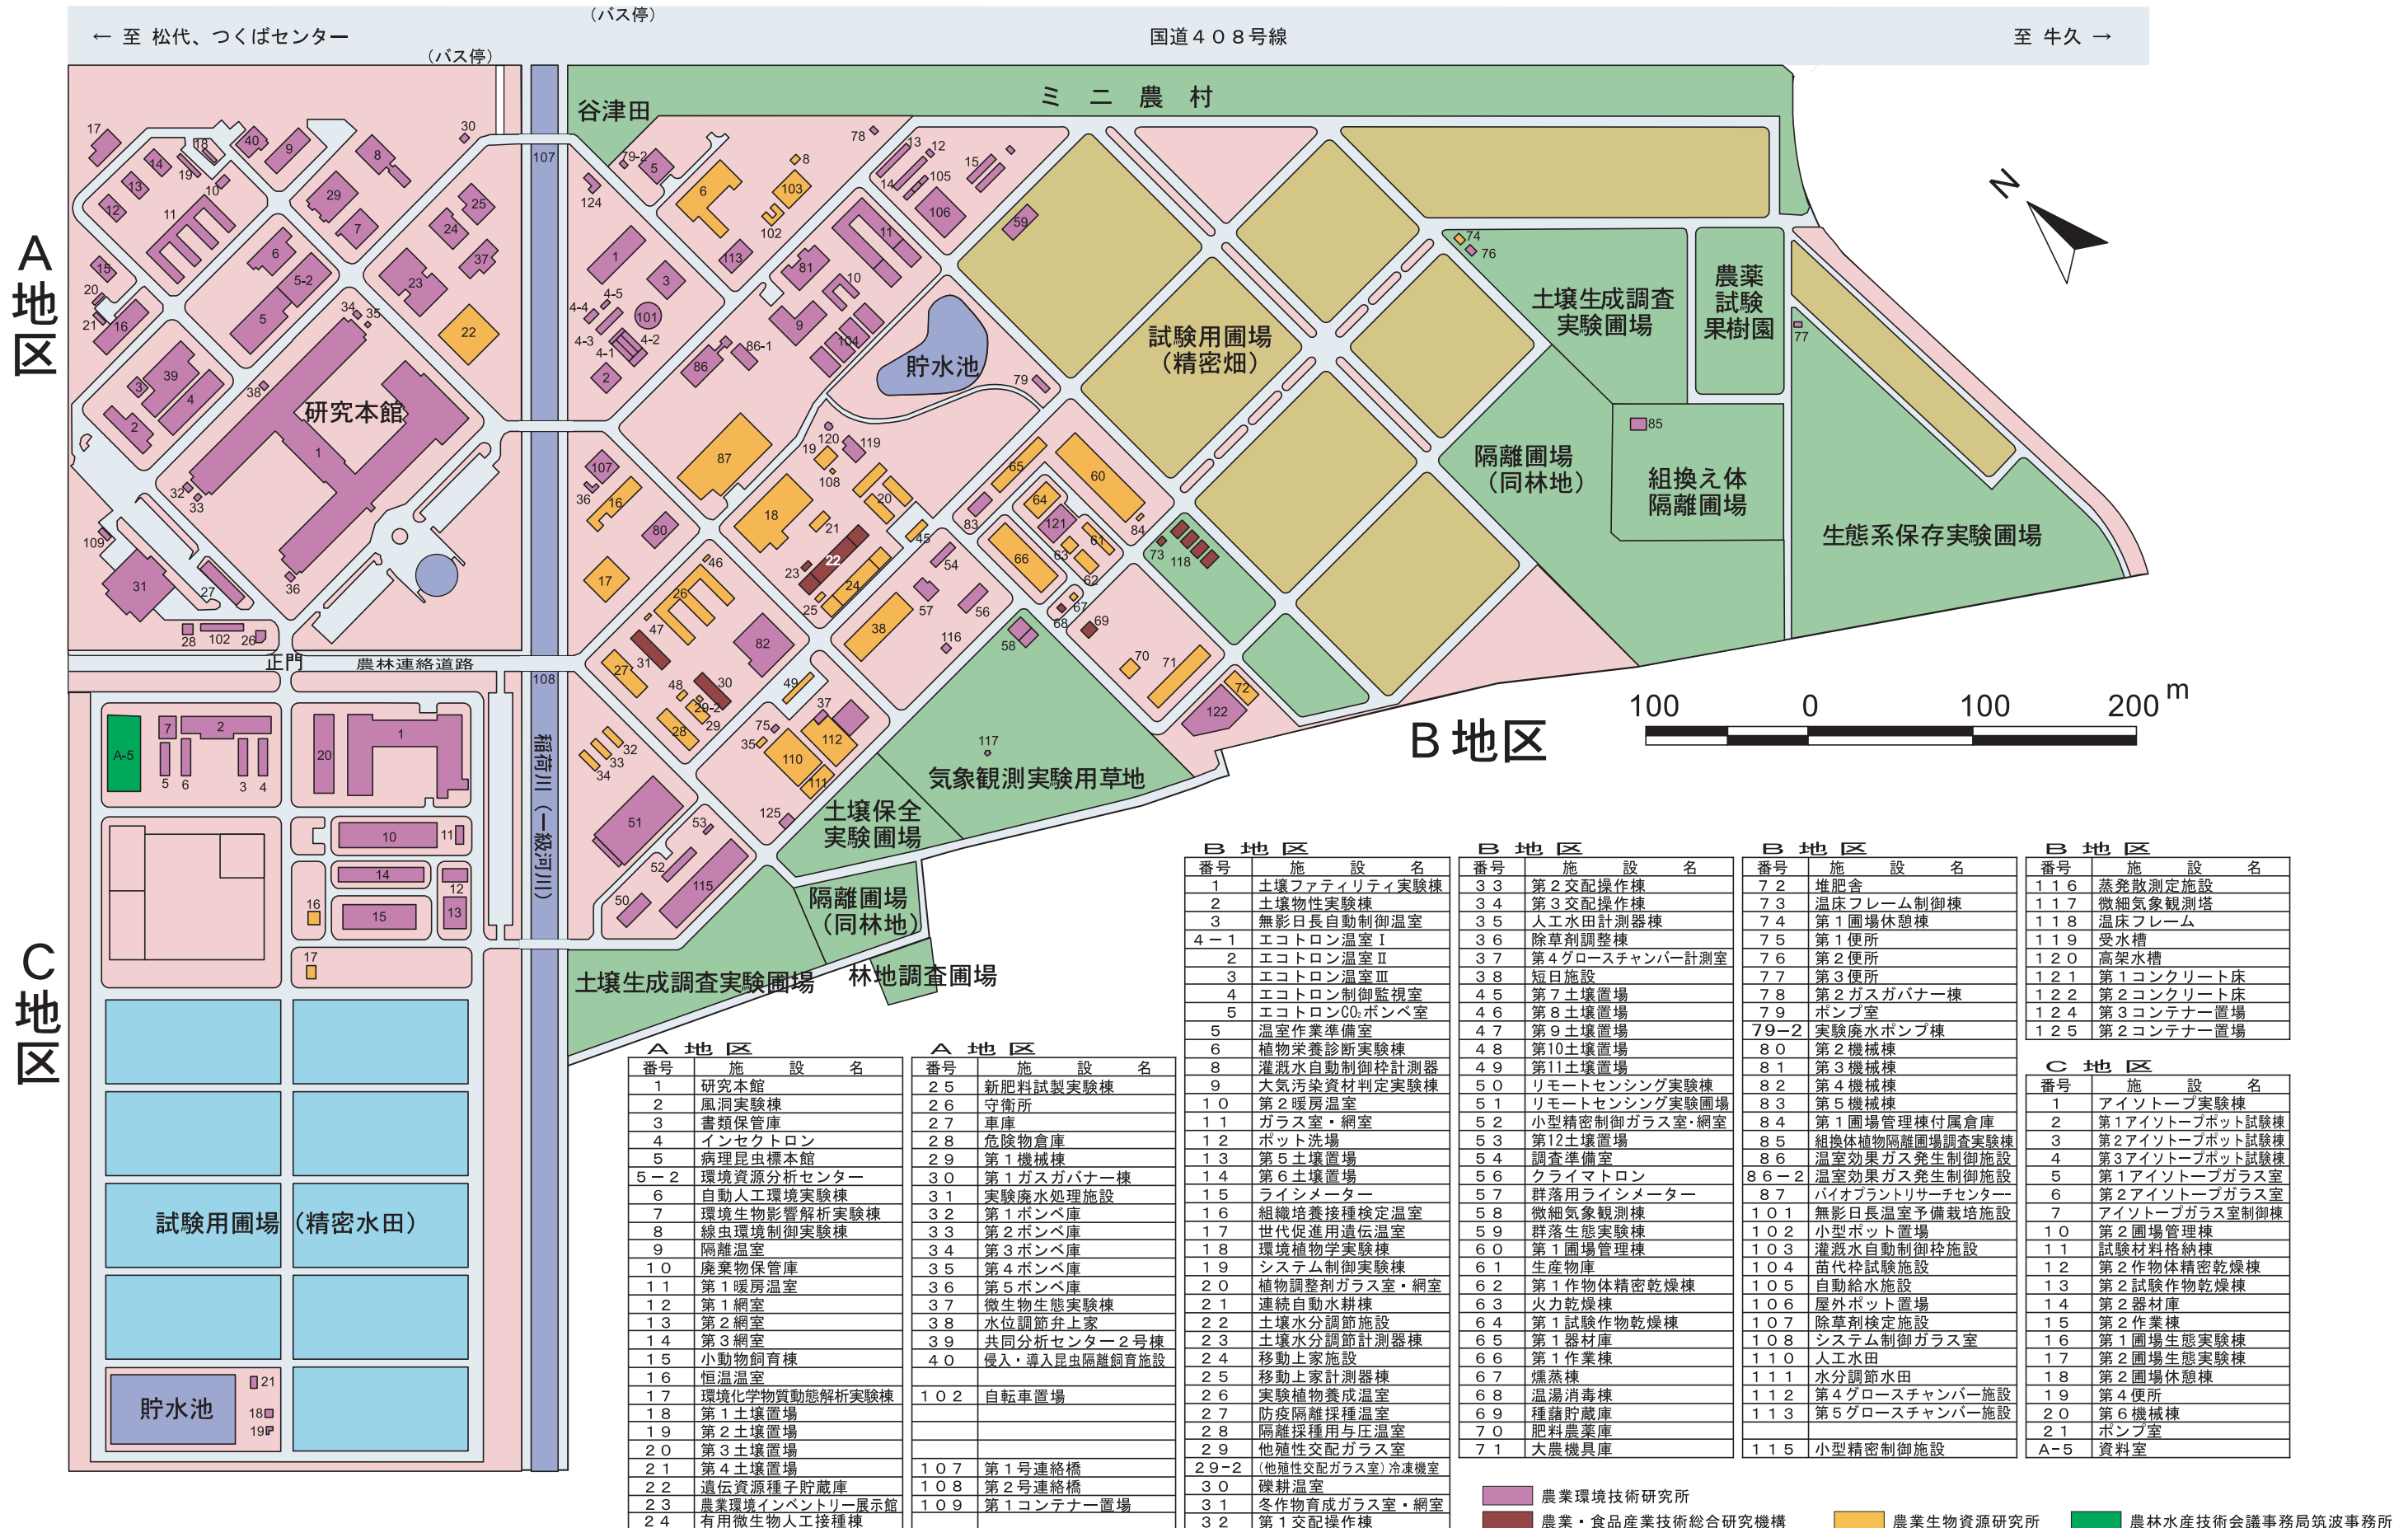 （バス停）
← 至 松代、つくばセンター
国道４０８号線
至 牛久 →
（バス停）
ミ ニ 農 村
谷津田
A地区
N
研究本館
貯水池
試験用圃場
（精密畑）
土壌生成調査
実験圃場
農薬
試験
果樹園
隔離圃場
（同林地）
組換え体
隔離圃場
生態系保存実験圃場
正門
農林連絡道路
稲荷川（一級河川）
100 0 100 200 m
B 地区
気象観測実験用草地
土壌保全
実験圃場
隔離圃場
（同林地）
林地調査圃場
土壌生成調査実験圃場
C地区
試験用圃場（精密水田）
貯水池
A 地 区
番号 施 設 名
1 研究本館
2 風洞実験棟
3 書類保管庫
4 インセクトロン
5 病理昆虫標本館
5−2 環境資源分析センター
6 自動人工環境実験棟
7 環境生物影響解析実験棟
8 線虫環境制御実験棟
9 隔離温室
10 廃棄物保管庫
11 第１暖房温室
12 第１網室
13 第２網室
14 第３網室
15 小動物飼育棟
16 恒温温室
17 環境化学物質動態解析実験棟
18 第１土壌置場
19 第２土壌置場
20 第３土壌置場
21 第４土壌置場
22 遺伝資源種子貯蔵庫
23 農業環境インベントリー展示館
24 有用微生物人工接種棟
A 地 区
番号 施 設 名
25 新肥料試製実験棟
26 守衛所
27 車庫
28 危険物倉庫
29 第１機械棟
30 第１ガスガバナー棟
31 実験廃水処理施設
32 第１ボンベ庫
33 第２ボンベ庫
34 第３ボンベ庫
35 第４ボンベ庫
36 第５ボンベ庫
37 微生物生態実験棟
38 水位調節弁上家
39 共同分析センター２号棟
40 侵入・導入昆虫隔離飼育施設
102 自転車置場
107 第１号連絡橋
108 第２号連絡橋
109 第１コンテナー置場
B 地 区
番号 施 設 名
1 土壌ファティリティ実験棟
2 土壌物性実験棟
3 無影日長自動制御温室
4−1 エコトロン温室Ⅰ
2 エコトロン温室Ⅱ
3 エコトロン温室Ⅲ
4 エコトロン制御監視室
5 エコトロンCO₂ボンベ室
5 温室作業準備室
6 植物栄養診断実験棟
8 灌漑水自動制御枠計測器
9 大気汚染資材判定実験棟
10 第２暖房温室
11 ガラス室・網室
12 ポット洗場
13 第５土壌置場
14 第６土壌置場
15 ライシメーター
16 組織培養接種検定温室
17 世代促進用遺伝温室
18 環境植物学実験棟
19 システム制御実験棟
20 植物調整剤ガラス室・網室
21 連続自動水耕棟
22 土壌水分調節施設
23 土壌水分調節計測器棟
24 移動上家施設
25 移動上家計測器棟
26 実験植物養成温室
27 防疫隔離採種温室
28 隔離採種用与圧温室
29 他殖性交配ガラス室
29-2 （他殖性交配ガラス室）冷凍機室
30 礫耕温室
31 冬作物育成ガラス室・網室
32 第１交配操作棟
B 地 区
番号 施 設 名
33 第２交配操作棟
34 第３交配操作棟
35 人工水田計測器棟
36 除草剤調整棟
37 第４グロースチャンバー計測室
38 短日施設
45 第７土壌置場
46 第８土壌置場
47 第９土壌置場
48 第10土壌置場
49 第11土壌置場
50 リモートセンシング実験棟
51 リモートセンシング実験圃場
52 小型精密制御ガラス室・網室
53 第12土壌置場
54 調査準備室
56 クライマトロン
57 群落用ライシメーター
58 微細気象観測棟
59 群落生態実験棟
60 第１圃場管理棟
61 生産物庫
62 第１作物体精密乾燥棟
63 火力乾燥棟
64 第１試験作物乾燥棟
65 第１器材庫
66 第１作業棟
67 燻蒸棟
68 温湯消毒棟
69 種藷貯蔵庫
70 肥料農薬庫
71 大農機具庫
B 地 区
番号 施 設 名
72 堆肥舎
73 温床フレーム制御棟
74 第１圃場休憩棟
75 第１便所
76 第２便所
77 第３便所
78 第２ガスガバナー棟
79 ポンプ室
79−2 実験廃水ポンプ棟
80 第２機械棟
81 第３機械棟
82 第４機械棟
83 第５機械棟
84 第１圃場管理棟付属倉庫
85 組換体植物隔離圃場調査実験棟
86 温室効果ガス発生制御施設
86−2 温室効果ガス発生制御施設
87 バイオプラントリサーチセンター
101 無影日長温室予備栽培施設
102 小型ポット置場
103 灌漑水自動制御枠施設
104 苗代枠試験施設
105 自動給水施設
106 屋外ポット置場
107 除草剤検定施設
108 システム制御ガラス室
110 人工水田
111 水分調節水田
112 第４グロースチャンバー施設
113 第５グロースチャンバー施設
115 小型精密制御施設
B 地 区
番号 施 設 名
116 蒸発散測定施設
117 微細気象観測塔
118 温床フレーム
119 受水槽
120 高架水槽
121 第１コンクリート床
122 第２コンクリート床
124 第３コンテナー置場
125 第２コンテナー置場
C 地 区
番号 施 設 名
1 アイソトープ実験棟
2 第１アイソトープポット試験棟
3 第２アイソトープポット試験棟
4 第３アイソトープポット試験棟
5 第１アイソトープガラス室
6 第２アイソトープガラス室
7 アイソトープガラス室制御棟
10 第２圃場管理棟
11 試験材料格納棟
12 第２作物体精密乾燥棟
13 第２試験作物乾燥棟
14 第２器材庫
15 第２作業棟
16 第１圃場生態実験棟
17 第２圃場生態実験棟
18 第２圃場休憩棟
19 第４便所
20 第６機械棟
21 ポンプ室
A-5 資料室
農業環境技術研究所
農業・食品産業技術総合研究機構
農業生物資源研究所
農林水産技術会議事務局筑波事務所